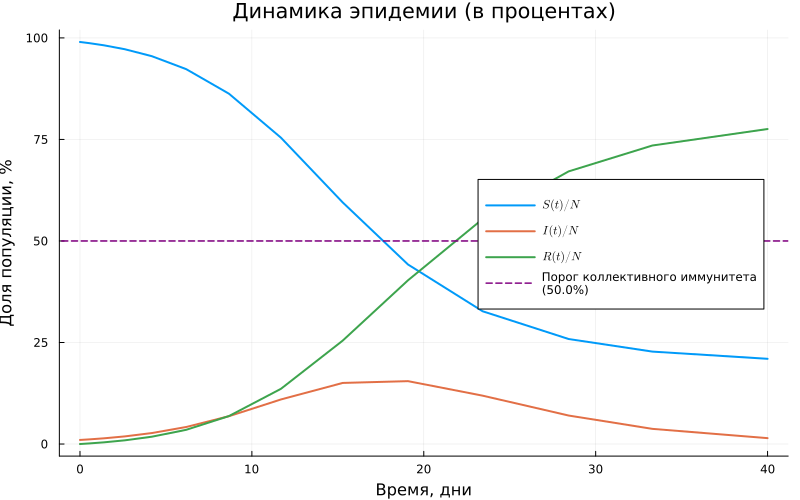 Динамика эпидемии (в процентах)
Доля популяции, %
100
75
50
25
0
S(t)/N
I(t)/N
R(t)/N
Порог коллективного иммунитета
(50.0%)
0
10
20
30
40
Время, дни